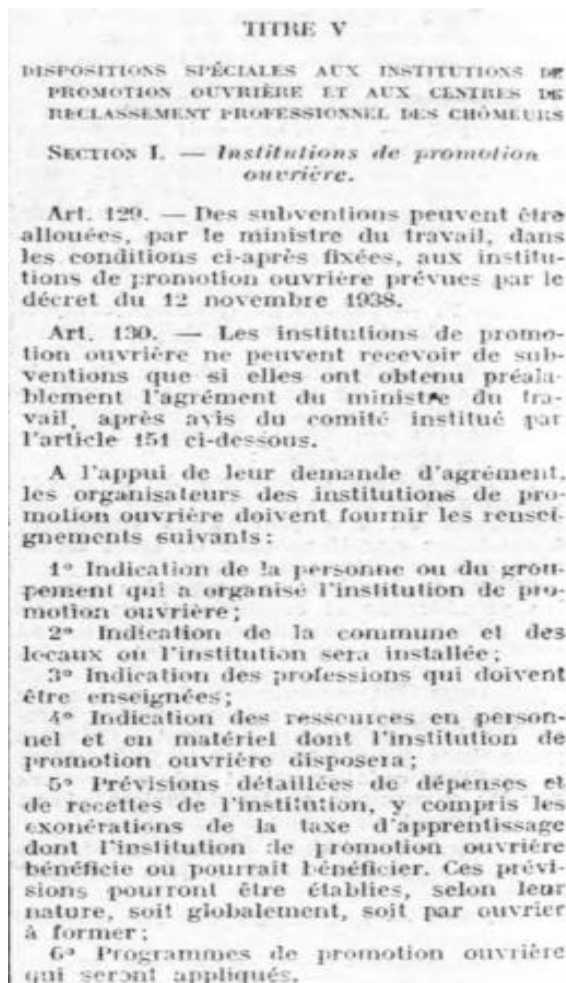 TITRE V
DISPOSITIONS SPÉCIALES AUX INSTITUTIONS DE
PROMOTION OUVRIÈRE ET AUX CENTRES DE
RECLASSEMENT PROFESSIONNEL DES CHÔMEURS
SECTION I. — Institutions de promotion
ouvrière.
Art. 129. — Des subventions peuvent être
allouées, par le ministre du travail, dans
les conditions ci-après fixées, aux institu-
tions de promotion ouvrière prévues par le
décret du 12 novembre 1938.
Art. 130. — Les institutions de promo-
tion ouvrière ne peuvent recevoir de sub-
ventions que si elles ont obtenu préala-
blement l'agrément du ministre du tra-
vail, après avis du comité institué par
l'article 151 ci-dessous.
A l'appui de leur demande d'agrément,
les organisateurs des institutions de pro-
motion ouvrière doivent fournir les rensei-
gnements suivants :
1° Indication de la personne ou du grou-
pement qui a organisé l'institution de pro-
motion ouvrière ;
2° Indication de la commune et des
locaux où l'institution sera installée ;
3° Indication des professions qui doivent
être enseignées ;
4° Indication des ressources en person-
nel et en matériel dont l'institution de
promotion ouvrière disposera ;
5° Prévisions détaillées de dépenses et
de recettes de l'institution, y compris les
exonérations de la taxe d'apprentissage
dont l'institution de promotion ouvrière
bénéficie ou pourrait bénéficier. Ces prévi-
sions pourront être établies, selon leur
nature, soit globalement, soit par ouvrier
à former ;
6° Programmes de promotion ouvrière
qui seront appliqués.